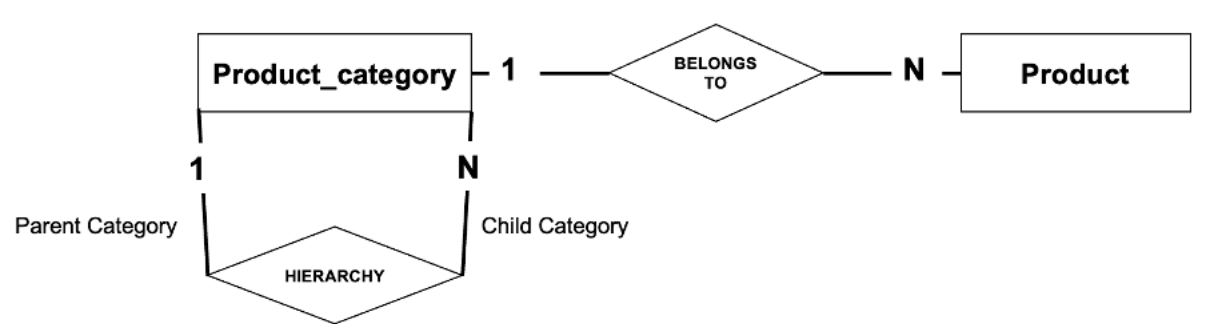 Product_category
1
BELONGS
TO
N
Product
1
N
Parent Category
Child Category
HIERARCHY